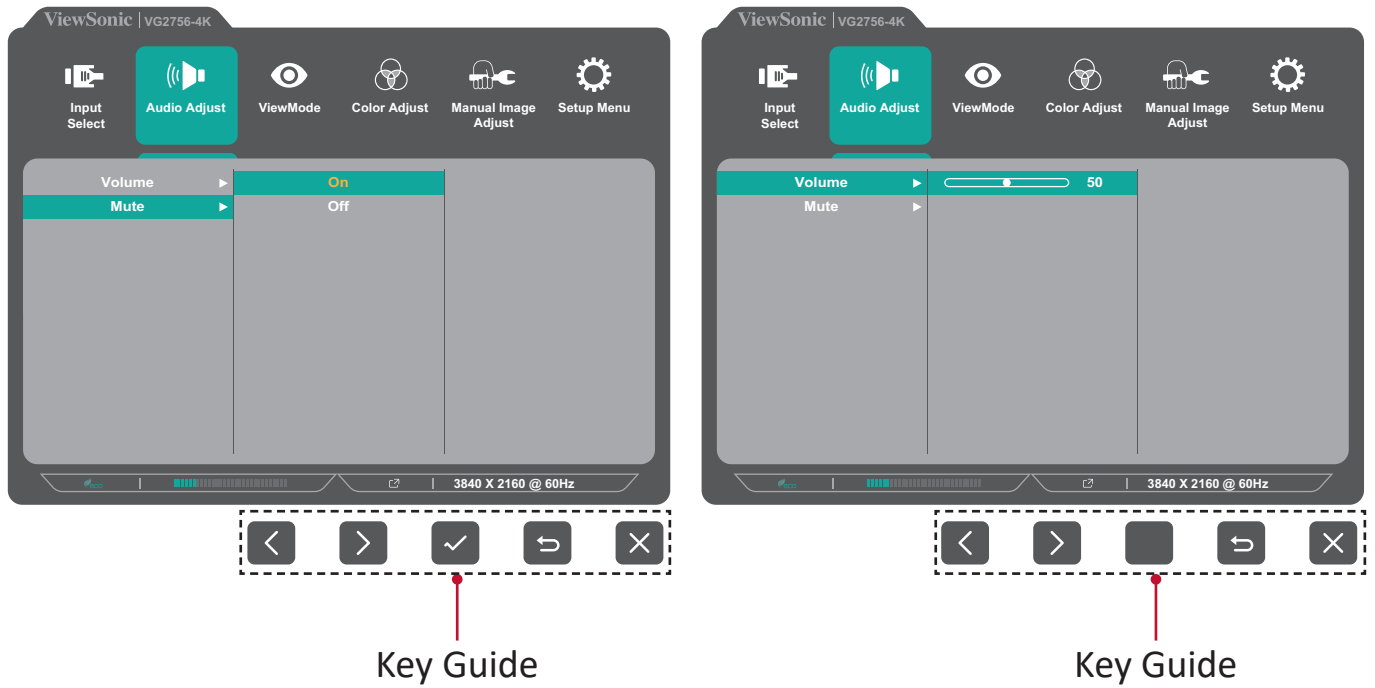 ViewSonic VG2756-4K
Input Select
Audio Adjust
ViewMode
Color Adjust
Manual Image Adjust
Setup Menu
Volume
On
Mute
Off
ECO
3840 X 2160 @ 60Hz
Key Guide
ViewSonic VG2756-4K
Input Select
Audio Adjust
ViewMode
Color Adjust
Manual Image Adjust
Setup Menu
Volume
50
Mute
ECO
3840 X 2160 @ 60Hz
Key Guide